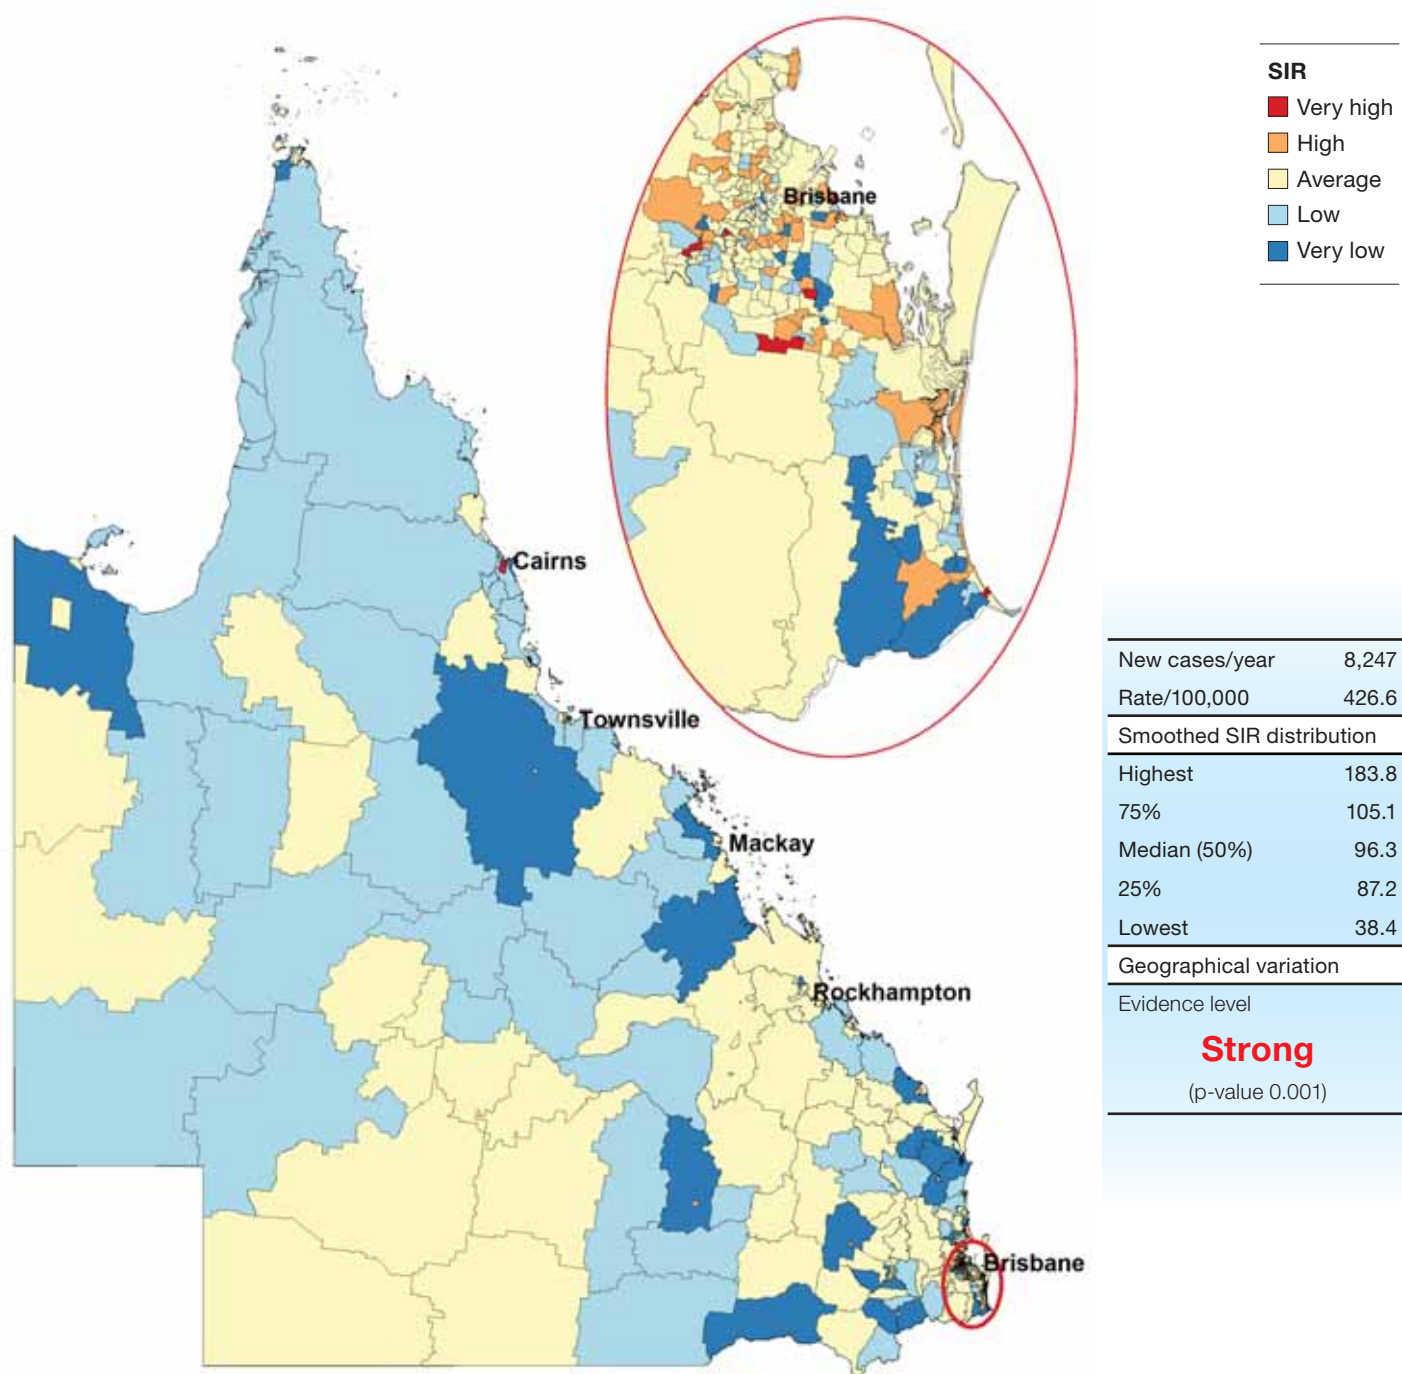 SIR
Very high
High
Average
Low
Very low
Brisbane
Cairns
Townsville
Mackay
Rockhampton
Brisbane
New cases/year 8,247
Rate/100,000 426.6
Smoothed SIR distribution
Highest 183.8
75% 105.1
Median (50%) 96.3
25% 87.2
Lowest 38.4
Geographical variation
Evidence level
Strong
(p-value 0.001)